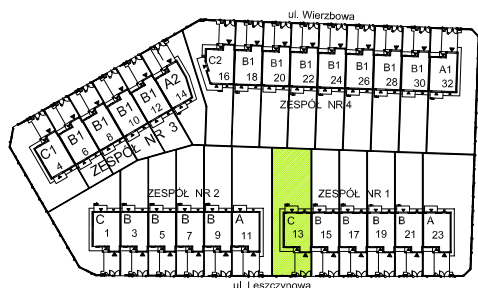 ul. Wierzbowa
C2 B1 B1 B1 B1 B1 B1 B1 A1
16 18 20 22 24 26 28 30 32
ZESPÓŁ NR 4
A2
14
B1
12
B1
10
B1
8
B1
6
C1
4
ZESPÓŁ NR 3
ZESPÓŁ NR 2
C B B B B A
1 3 5 7 9 11
ZESPÓŁ NR 1
C B B B B A
13 15 17 19 21 23
ul. Leszczynowa